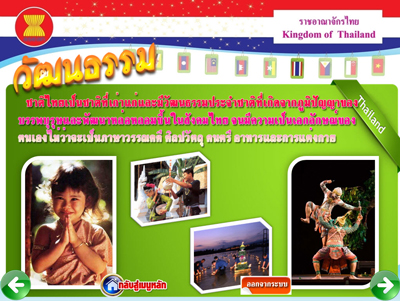 ราชอาณาจักรไทย
Kingdom of Thailand
วัฒนธรรม
ชาติไทยเป็นชาติที่เก่าแก่และมีวัฒนธรรมประจำชาติที่เกิดจากภูมิปัญญาของ
บรรพบุรุษและพัฒนาหล่อหลอมขึ้นในสังคมไทย จนมีความเป็นเอกลักษณ์ของ
ตนเองไม่ว่าจะเป็นภาษาวรรณคดี ศิลปวัตถุ ดนตรี อาหารและการแต่งกาย
Thailand
กลับสู่เมนูหลัก
ออกจากระบบ